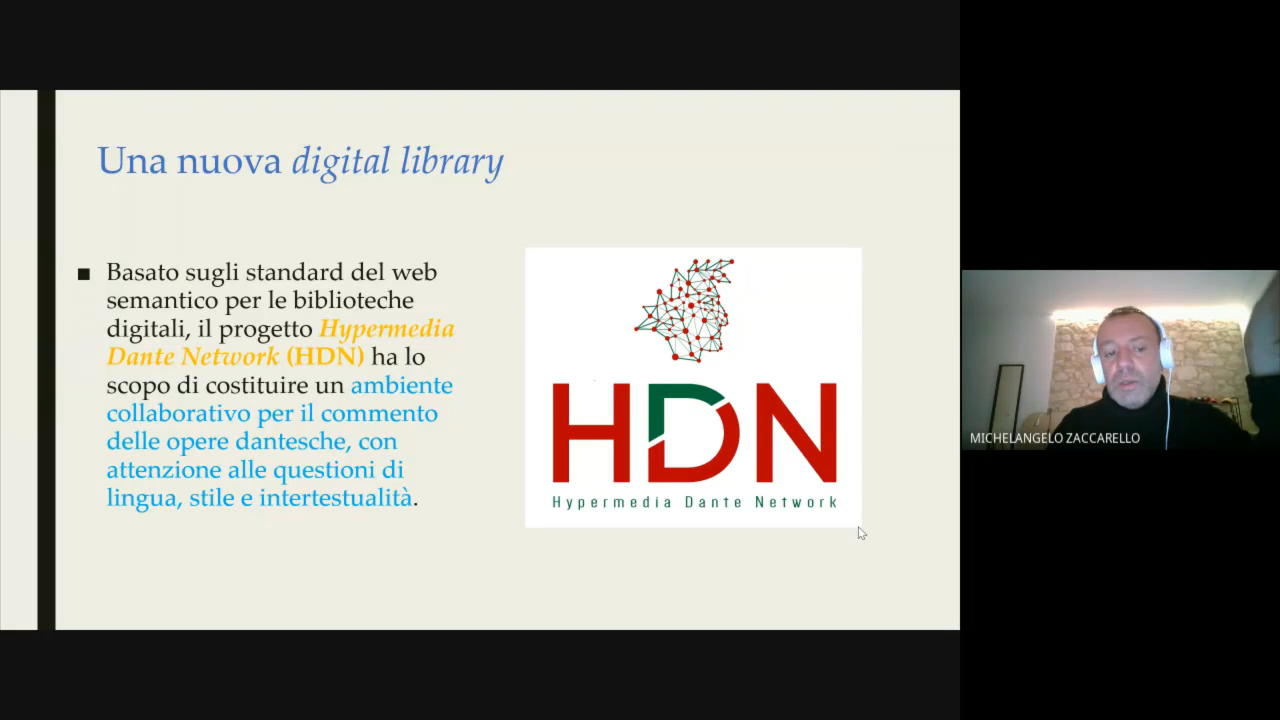 Una nuova digital library
■ Basato sugli standard del web
semantico per le biblioteche
digitali, il progetto Hypermedia
Dante Network (HDN) ha lo
scopo di costituire un ambiente
collaborativo per il commento
delle opere dantesche, con
attenzione alle questioni di
lingua, stile e intertestualità.
HDN
Hypermedia Dante Network
MICHELANGELO ZACCARELLO